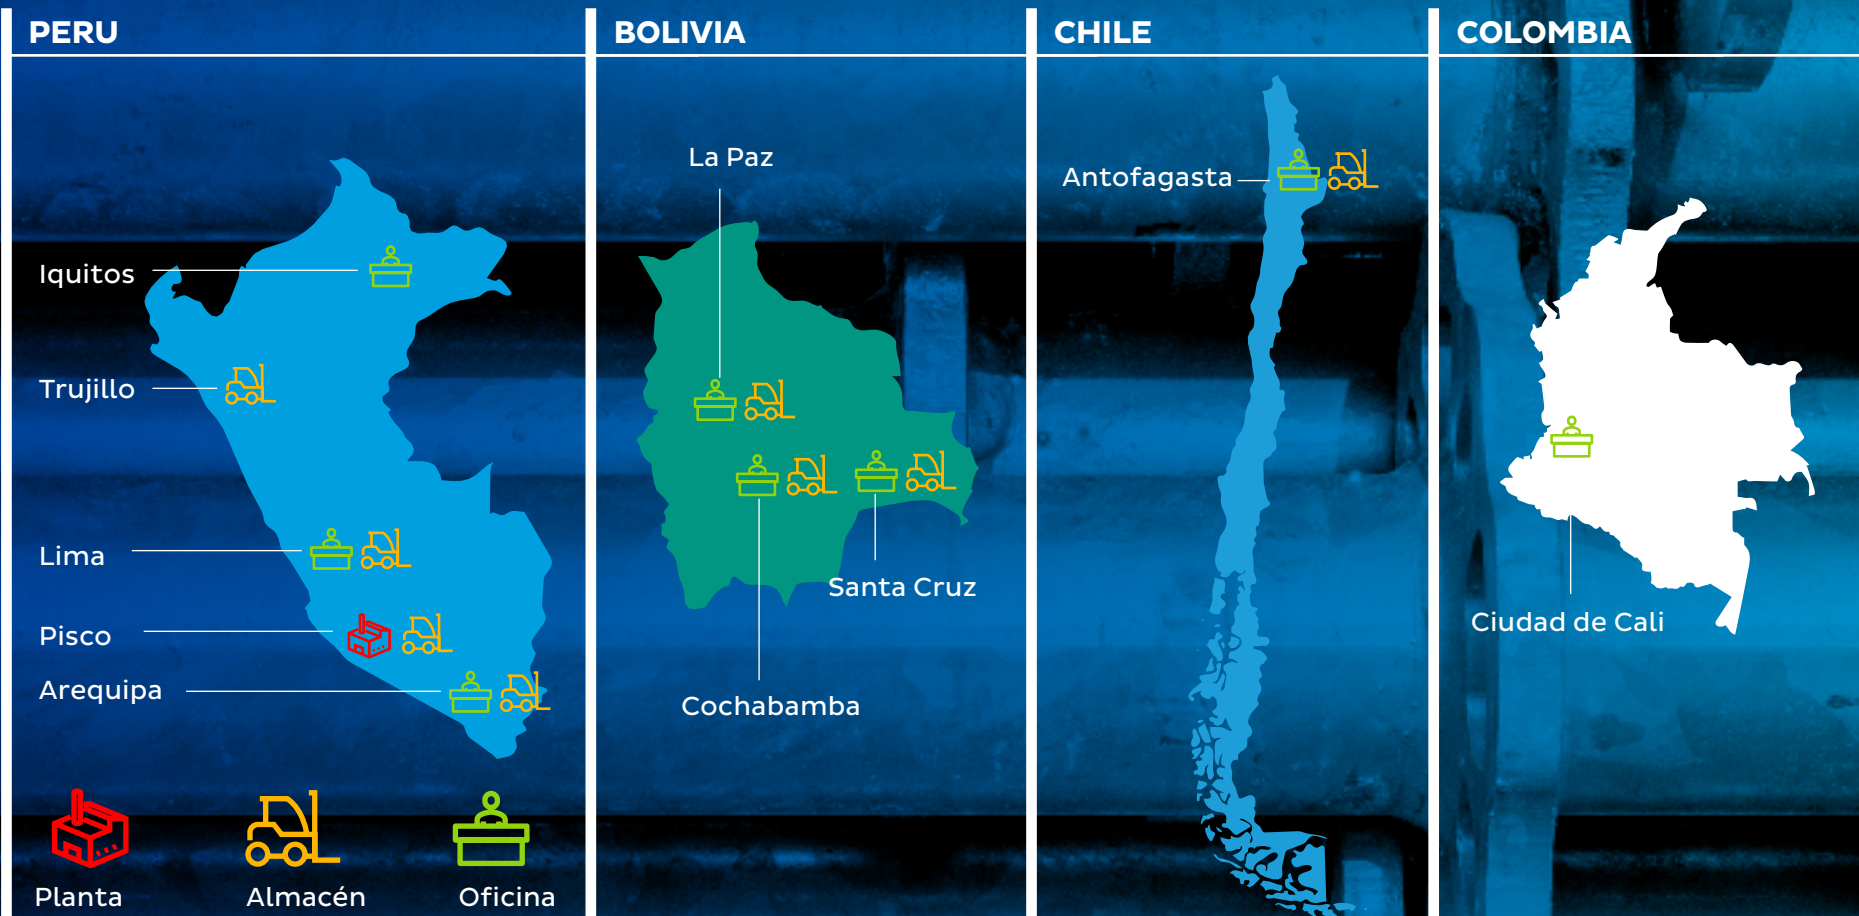 PERU
Iquitos
Trujillo
Lima
Pisco
Arequipa
Planta
Almacén
Oficina
BOLIVIA
La Paz
Santa Cruz
Cochabamba
CHILE
Antofagasta
COLOMBIA
Ciudad de Cali